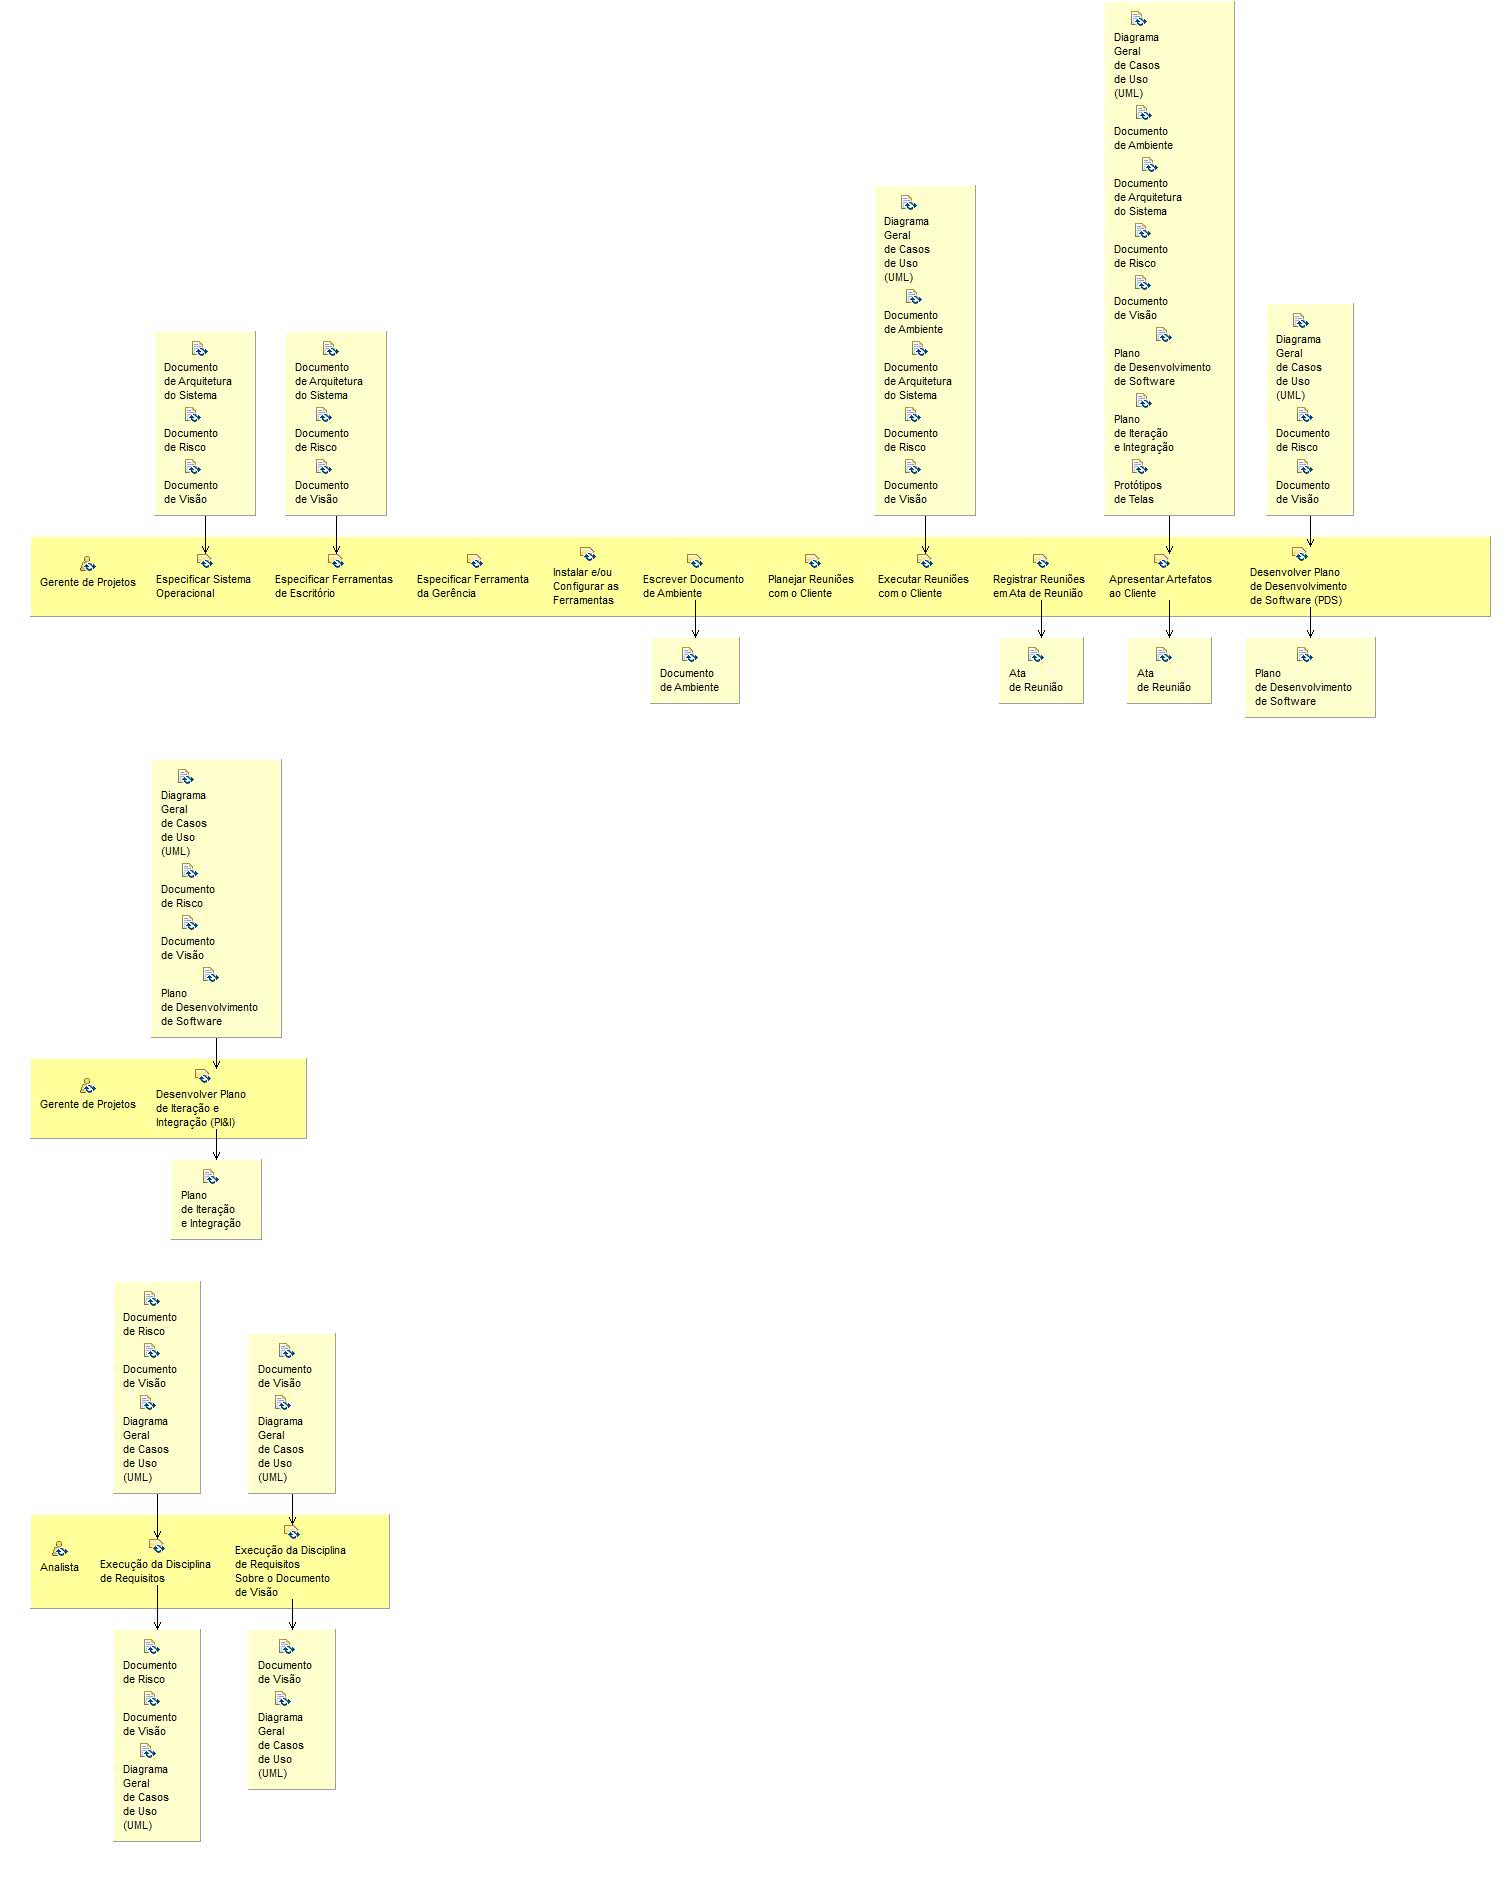 Diagrama
Geral
de Casos
de Uso
(UML)
Documento
de Ambiente
Documento
de Arquitetura
do Sistema
Documento
de Risco
Documento
de Visão
Plano
de Desenvolvimento
de Software
Plano
de Iteração
e Integração
Protótipos
de Telas
Diagrama
Geral
de Casos
de Uso
(UML)
Documento
de Ambiente
Documento
de Arquitetura
do Sistema
Documento
de Risco
Documento
de Visão
Diagrama
Geral
de Casos
de Uso
(UML)
Documento
de Risco
Documento
de Visão
Documento
de Arquitetura
do Sistema
Documento
de Risco
Documento
de Visão
Documento
de Arquitetura
do Sistema
Documento
de Risco
Documento
de Visão
Gerente de Projetos
Especificar Sistema
Operacional
Especificar Ferramentas
de Escritório
Especificar Ferramenta
da Gerência
Instalar e/ou
Configurar as
Ferramentas
Escrever Documento
de Ambiente
Planejar Reuniões
com o Cliente
Executar Reuniões
com o Cliente
Registrar Reuniões
em Ata de Reunião
Apresentar Artefatos
ao Cliente
Desenvolver Plano
de Desenvolvimento
de Software (PDS)
Documento
de Ambiente
Ata
de Reunião
Ata
de Reunião
Plano
de Desenvolvimento
de Software
Diagrama
Geral
de Casos
de Uso
(UML)
Documento
de Risco
Documento
de Visão
Plano
de Desenvolvimento
de Software
Gerente de Projetos
Desenvolver Plano
de Iteração e
Integração (PI&I)
Plano
de Iteração
e Integração
Documento
de Risco
Documento
de Visão
Diagrama
Geral
de Casos
de Uso
(UML)
Documento
de Visão
Diagrama
Geral
de Casos
de Uso
(UML)
Analista
Execução da Disciplina
de Requisitos
Execução da Disciplina
de Requisitos
Sobre o Documento
de Visão
Documento
de Risco
Documento
de Visão
Diagrama
Geral
de Casos
de Uso
(UML)
Documento
de Visão
Diagrama
Geral
de Casos
de Uso
(UML)